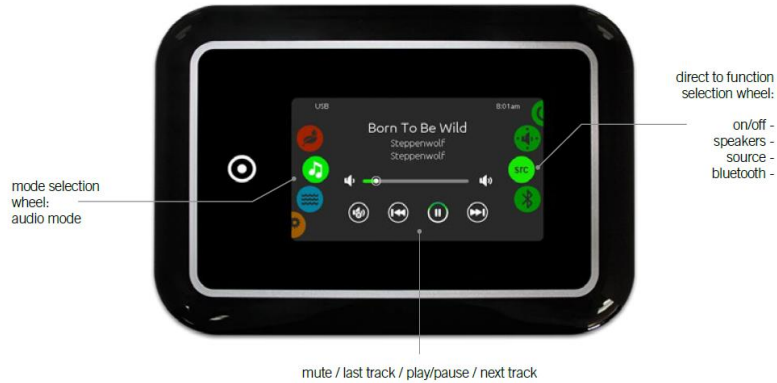 direct to function
selection wheel:
on/off -
speakers -
source -
bluetooth -
USB
8:01am
Born To Be Wild
Steppenwolf
Steppenwolf
src
mode selection
wheel:
audio mode
mute / last track / play/pause / next track